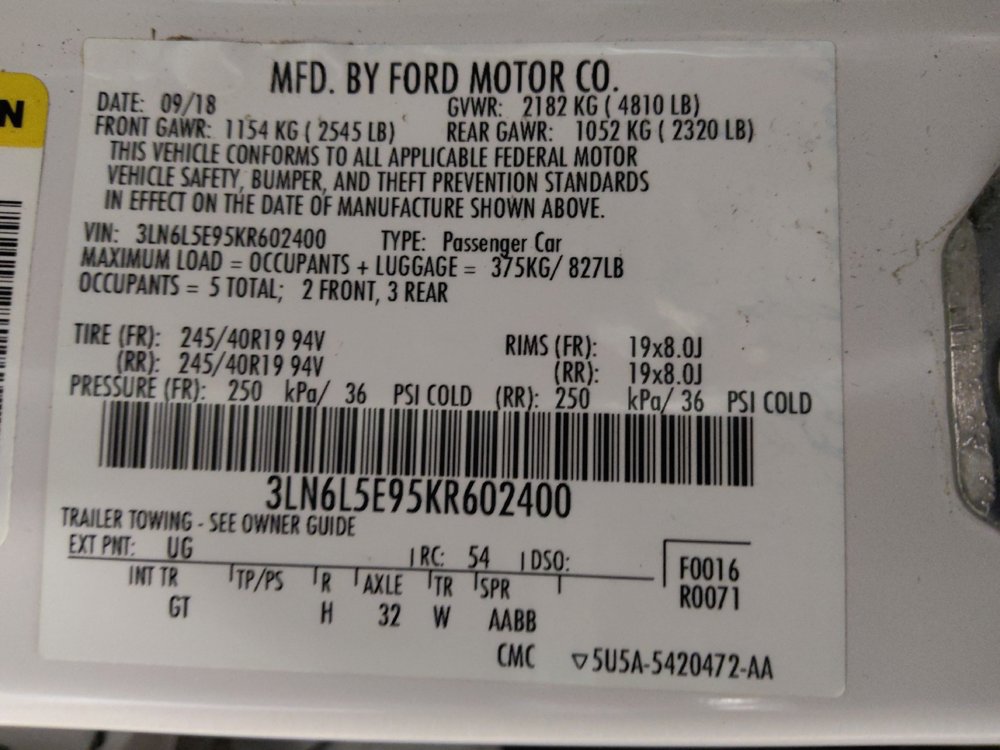 N
MFD. BY FORD MOTOR CO.
DATE: 09/18 GVWR: 2182 KG ( 4810 LB)
FRONT GAWR: 1154 KG ( 2545 LB) REAR GAWR: 1052 KG ( 2320 LB)
THIS VEHICLE CONFORMS TO ALL APPLICABLE FEDERAL MOTOR
VEHICLE SAFETY, BUMPER, AND THEFT PREVENTION STANDARDS
IN EFFECT ON THE DATE OF MANUFACTURE SHOWN ABOVE.
VIN: 3LN6L5E95KR602400 TYPE: Passenger Car
MAXIMUM LOAD = OCCUPANTS + LUGGAGE = 375KG/ 827LB
OCCUPANTS = 5 TOTAL; 2 FRONT, 3 REAR
TIRE (FR): 245/40R19 94V RIMS (FR): 19x8.0J
(RR): 245/40R19 94V (RR): 19x8.0J
PRESSURE (FR): 250 kPa/ 36 PSI COLD (RR): 250 kPa/ 36 PSI COLD
3LN6L5E95KR602400
TRAILER TOWING - SEE OWNER GUIDE
EXT PNT: UG RC: 54 DSO: F0016
INT TR TP/PS R AXLE TR SPR R0071
GT H 32 W AABB
CMC ▽5U5A-5420472-AA